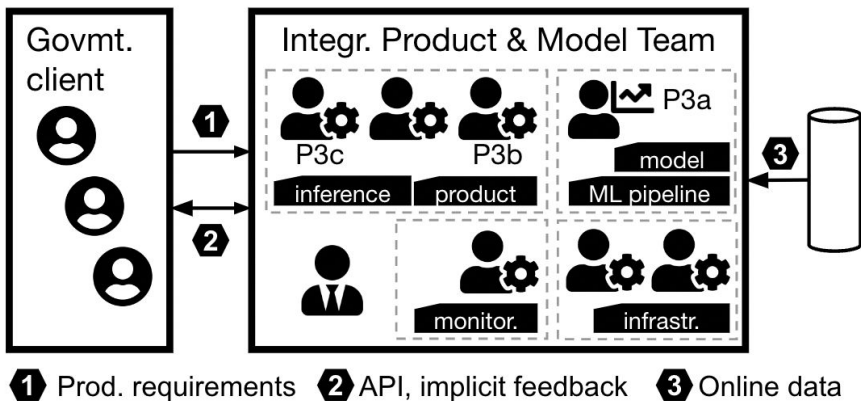 Govmt.
client
Integr. Product & Model Team
P3c
P3b
inference
product
P3a
model
ML pipeline
monitor.
infrastr.
1
2
3
1 Prod. requirements 2 API, implicit feedback 3 Online data